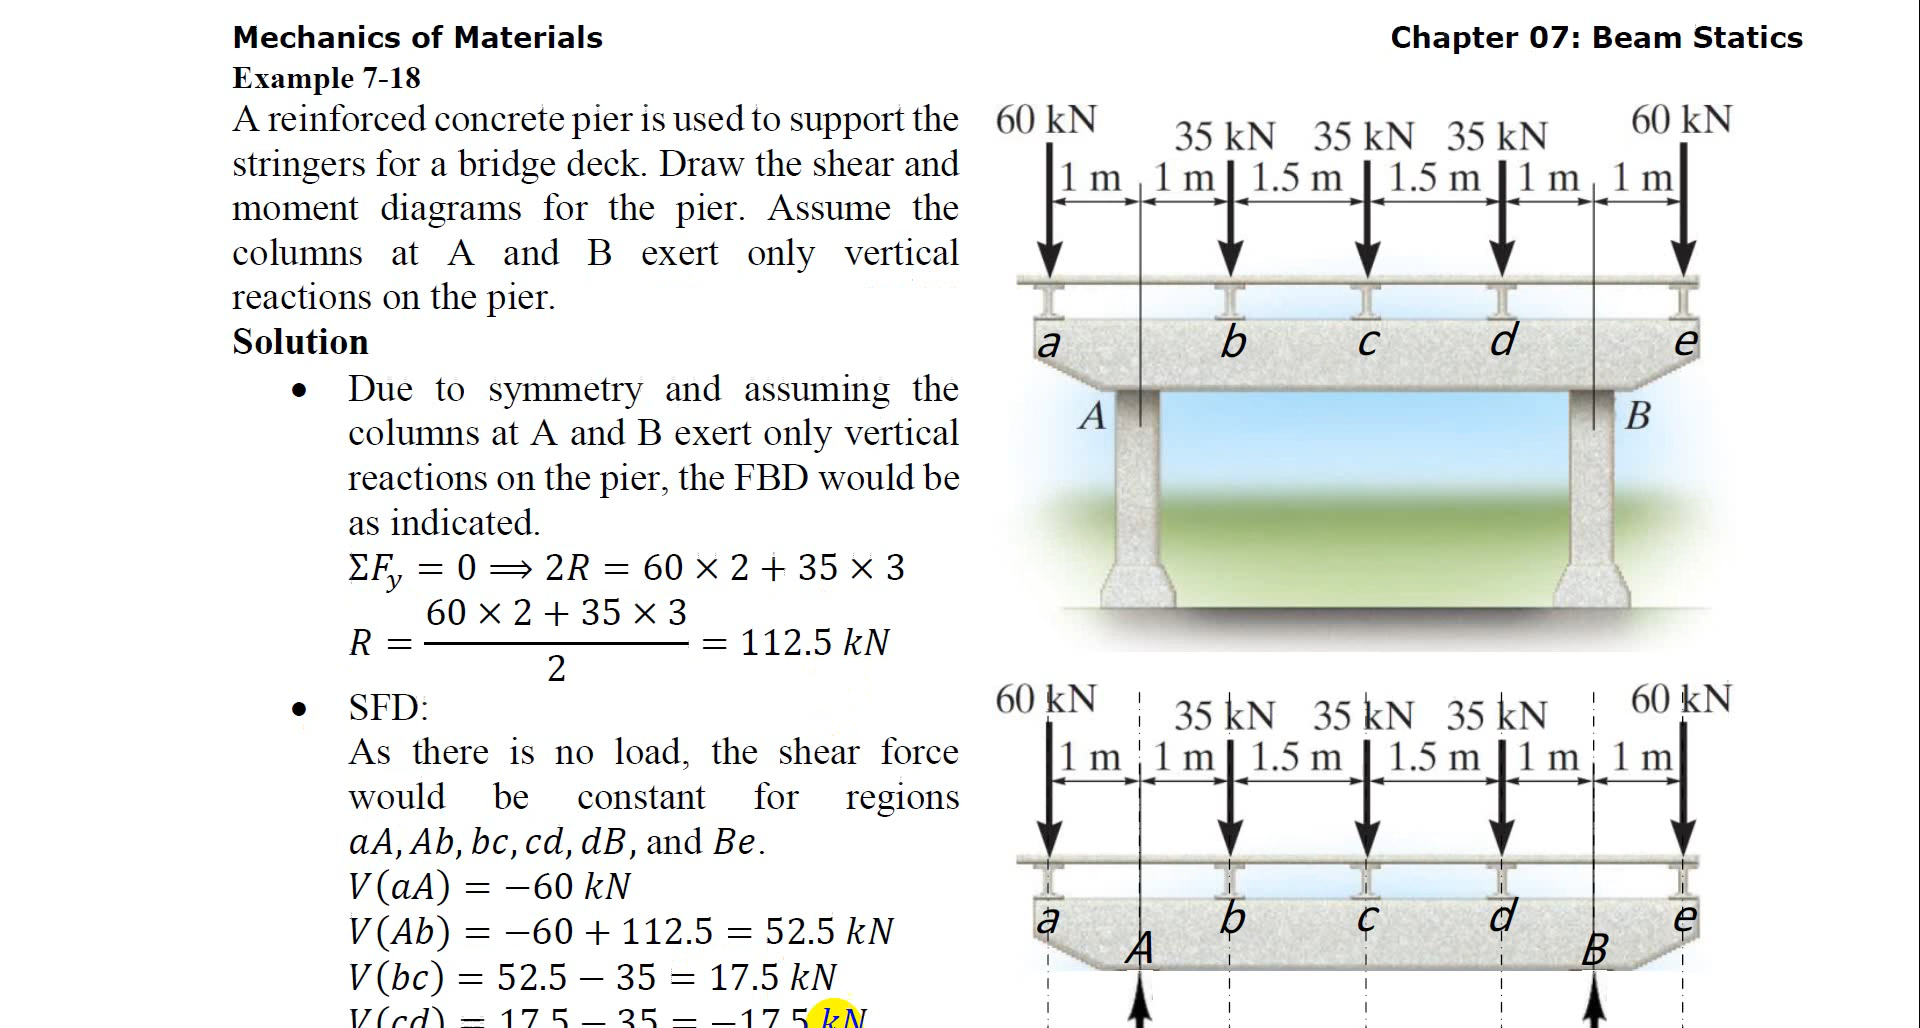 Mechanics of Materials
Chapter 07: Beam Statics
Example 7-18
A reinforced concrete pier is used to support the
stringers for a bridge deck. Draw the shear and
moment diagrams for the pier. Assume the
columns at A and B exert only vertical
reactions on the pier.
Solution
• Due to symmetry and assuming the
columns at A and B exert only vertical
reactions on the pier, the FBD would be
as indicated.
ΣF_y = 0 ⟹ 2R = 60 × 2 + 35 × 3
R = (60 × 2 + 35 × 3)/2 = 112.5 kN
• SFD:
As there is no load, the shear force
would be constant for regions
aA, Ab, bc, cd, dB, and Be.
V(aA) = −60 kN
V(Ab) = −60 + 112.5 = 52.5 kN
V(bc) = 52.5 − 35 = 17.5 kN
V(cd) = 17.5 − 35 = −17.5 kN
60 kN 35 kN 35 kN 35 kN 60 kN
1 m 1 m 1.5 m 1.5 m 1 m 1 m
a b c d e
A B
60 kN 35 kN 35 kN 35 kN 60 kN
1 m 1 m 1.5 m 1.5 m 1 m 1 m
a b c d e
A B